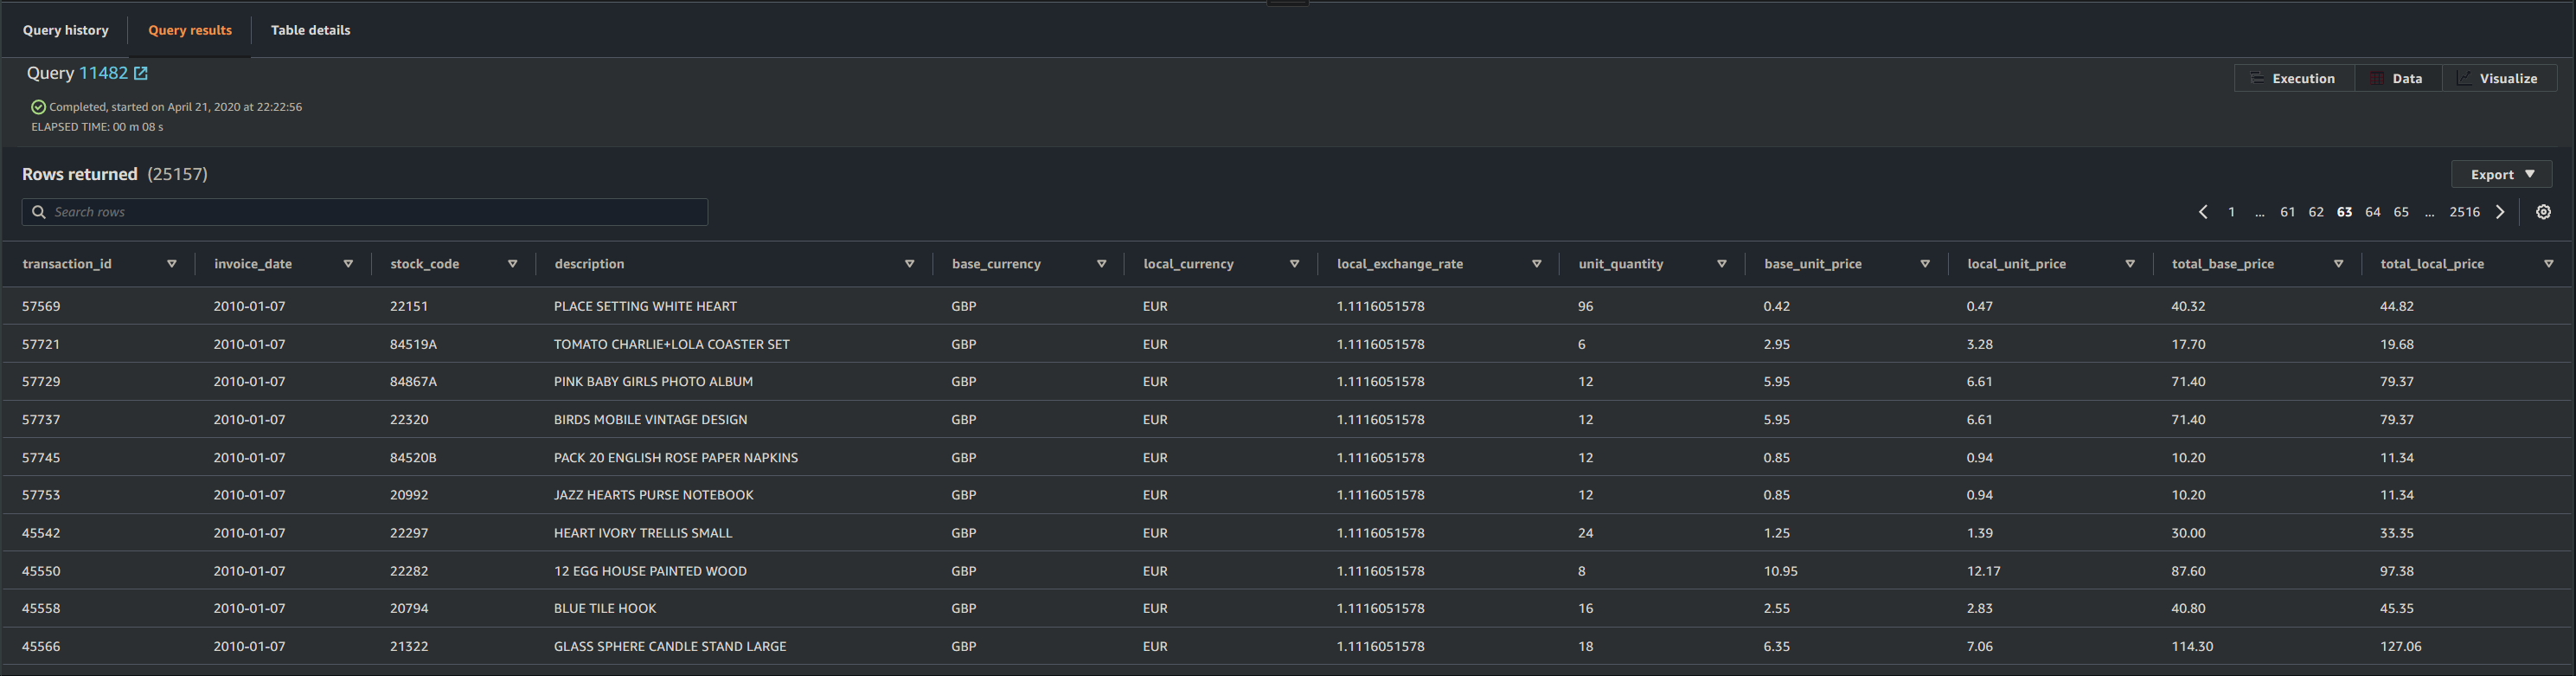 Query history Query results Table details
Query 11482
Execution Data Visualize
Completed, started on April 21, 2020 at 22:22:56
ELAPSED TIME: 00 m 08 s
Rows returned (25157)
Export
Search rows
1 ... 61 62 63 64 65 ... 2516
transaction_id invoice_date stock_code description base_currency local_currency local_exchange_rate unit_quantity base_unit_price local_unit_price total_base_price total_local_price
57569 2010-01-07 22151 PLACE SETTING WHITE HEART GBP EUR 1.1116051578 96 0.42 0.47 40.32 44.82
57721 2010-01-07 84519A TOMATO CHARLIE+LOLA COASTER SET GBP EUR 1.1116051578 6 2.95 3.28 17.70 19.68
57729 2010-01-07 84867A PINK BABY GIRLS PHOTO ALBUM GBP EUR 1.1116051578 12 5.95 6.61 71.40 79.37
57737 2010-01-07 22320 BIRDS MOBILE VINTAGE DESIGN GBP EUR 1.1116051578 12 5.95 6.61 71.40 79.37
57745 2010-01-07 84520B PACK 20 ENGLISH ROSE PAPER NAPKINS GBP EUR 1.1116051578 12 0.85 0.94 10.20 11.34
57753 2010-01-07 20992 JAZZ HEARTS PURSE NOTEBOOK GBP EUR 1.1116051578 12 0.85 0.94 10.20 11.34
45542 2010-01-07 22297 HEART IVORY TRELLIS SMALL GBP EUR 1.1116051578 24 1.25 1.39 30.00 33.35
45550 2010-01-07 22282 12 EGG HOUSE PAINTED WOOD GBP EUR 1.1116051578 8 10.95 12.17 87.60 97.38
45558 2010-01-07 20794 BLUE TILE HOOK GBP EUR 1.1116051578 16 2.55 2.83 40.80 45.35
45566 2010-01-07 21322 GLASS SPHERE CANDLE STAND LARGE GBP EUR 1.1116051578 18 6.35 7.06 114.30 127.06